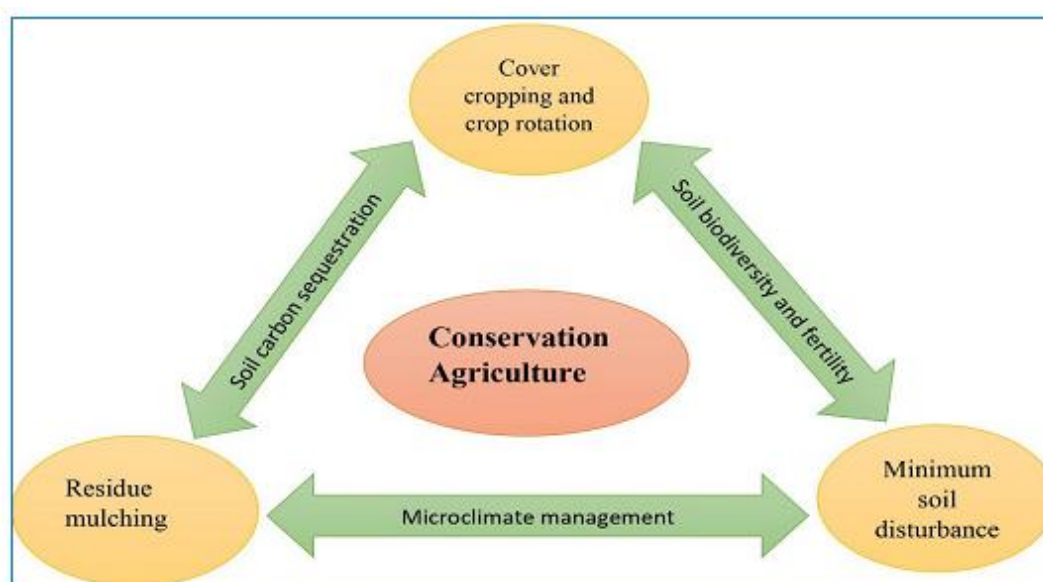 Cover
cropping and
crop rotation
Soil carbon sequestration
Soil biodiversity and fertility
Conservation
Agriculture
Residue
mulching
Microclimate management
Minimum
soil
disturbance